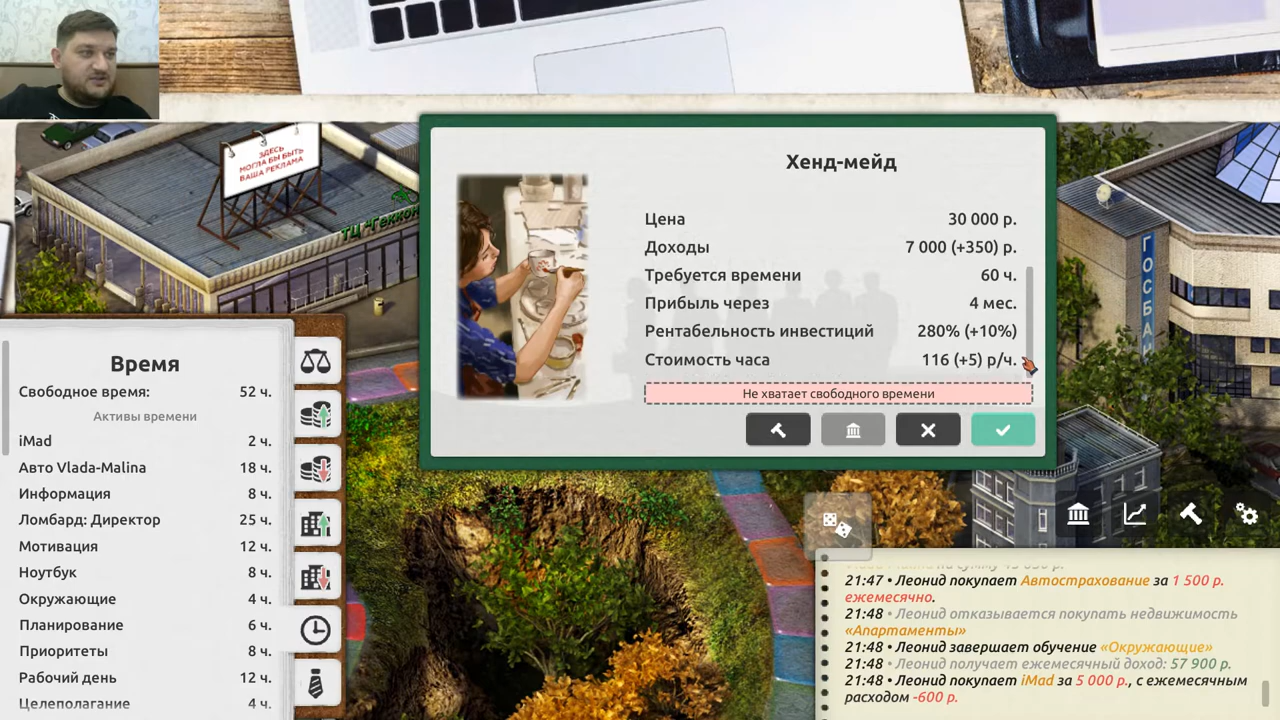 ЗДЕСЬ
МОГЛА БЫ БЫТЬ
ВАША РЕКЛАМА
ТЦ "Геккон
ГОСБАН
Хенд-мейд
Цена 30 000 р.
Доходы 7 000 (+350) р.
Требуется времени 60 ч.
Прибыль через 4 мес.
Рентабельность инвестиций 280% (+10%)
Стоимость часа 116 (+5) р/ч.
Не хватает свободного времени
Время
Свободное время: 52 ч.
Активы времени
iMad 2 ч.
Авто Vlada-Malina 18 ч.
Информация 8 ч.
Ломбард: Директор 25 ч.
Мотивация 12 ч.
Ноутбук 8 ч.
Окружающие 4 ч.
Планирование 6 ч.
Приоритеты 8 ч.
Рабочий день 12 ч.
Целеполагание 4 ч.
21:47 • Леонид покупает Автострахование за 1 500 р.
ежемесячно.
21:48 • Леонид отказывается покупать недвижимость
«Апартаменты»
21:48 • Леонид завершает обучение «Окружающие»
21:48 • Леонид получает ежемесячный доход: 57 900 р.
21:48 • Леонид покупает iMad за 5 000 р., с ежемесячным
расходом -600 р.